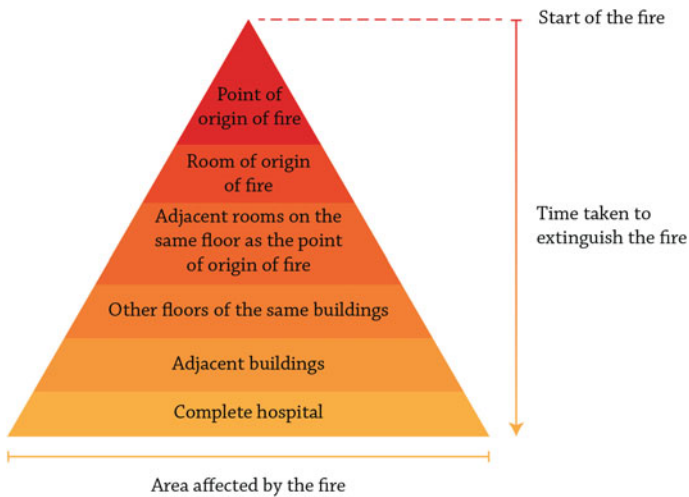 Start of the fire
Point of
origin of fire
Room of origin
of fire
Adjacent rooms on the
same floor as the point
of origin of fire
Time taken to
extinguish the fire
Other floors of the same buildings
Adjacent buildings
Complete hospital
Area affected by the fire